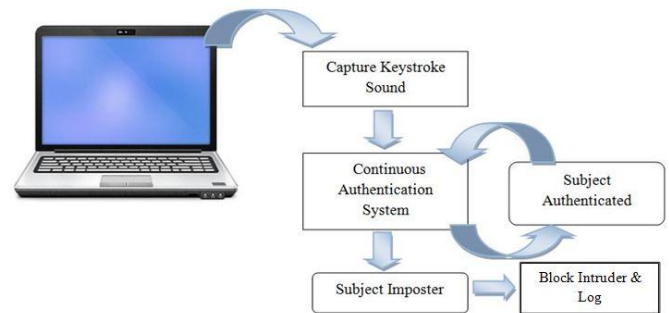 Capture Keystroke
Sound
Continuous
Authentication
System
Subject
Authenticated
Subject Imposter
Block Intruder &
Log